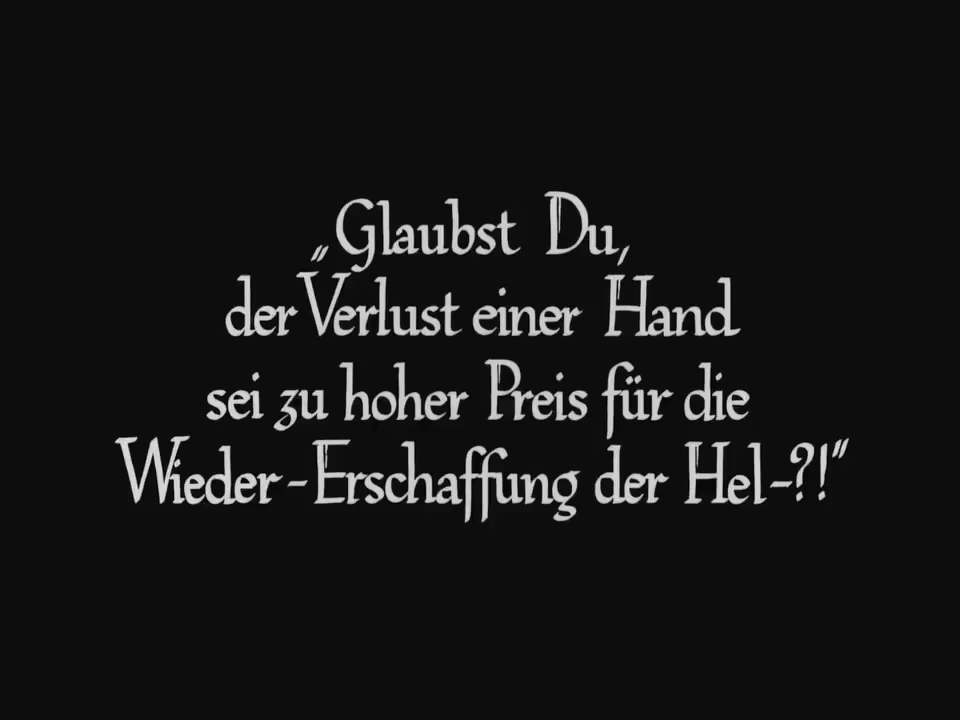 „Glaubst Du,
der Verlust einer Hand
sei zu hoher Preis für die
Wieder-Erschaffung der Hel-?!"